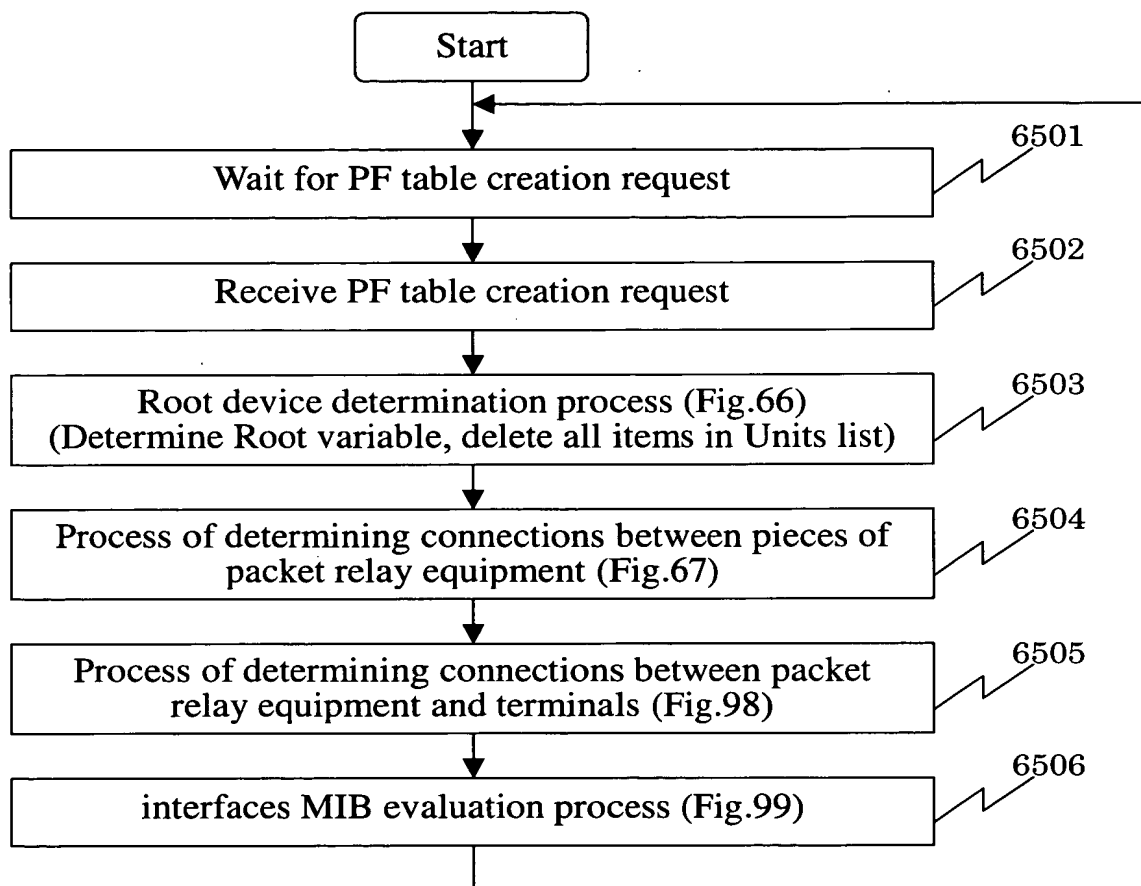 Start
6501
Wait for PF table creation request
6502
Receive PF table creation request
6503
Root device determination process (Fig.66)
(Determine Root variable, delete all items in Units list)
6504
Process of determining connections between pieces of
packet relay equipment (Fig.67)
6505
Process of determining connections between packet
relay equipment and terminals (Fig.98)
6506
interfaces MIB evaluation process (Fig.99)